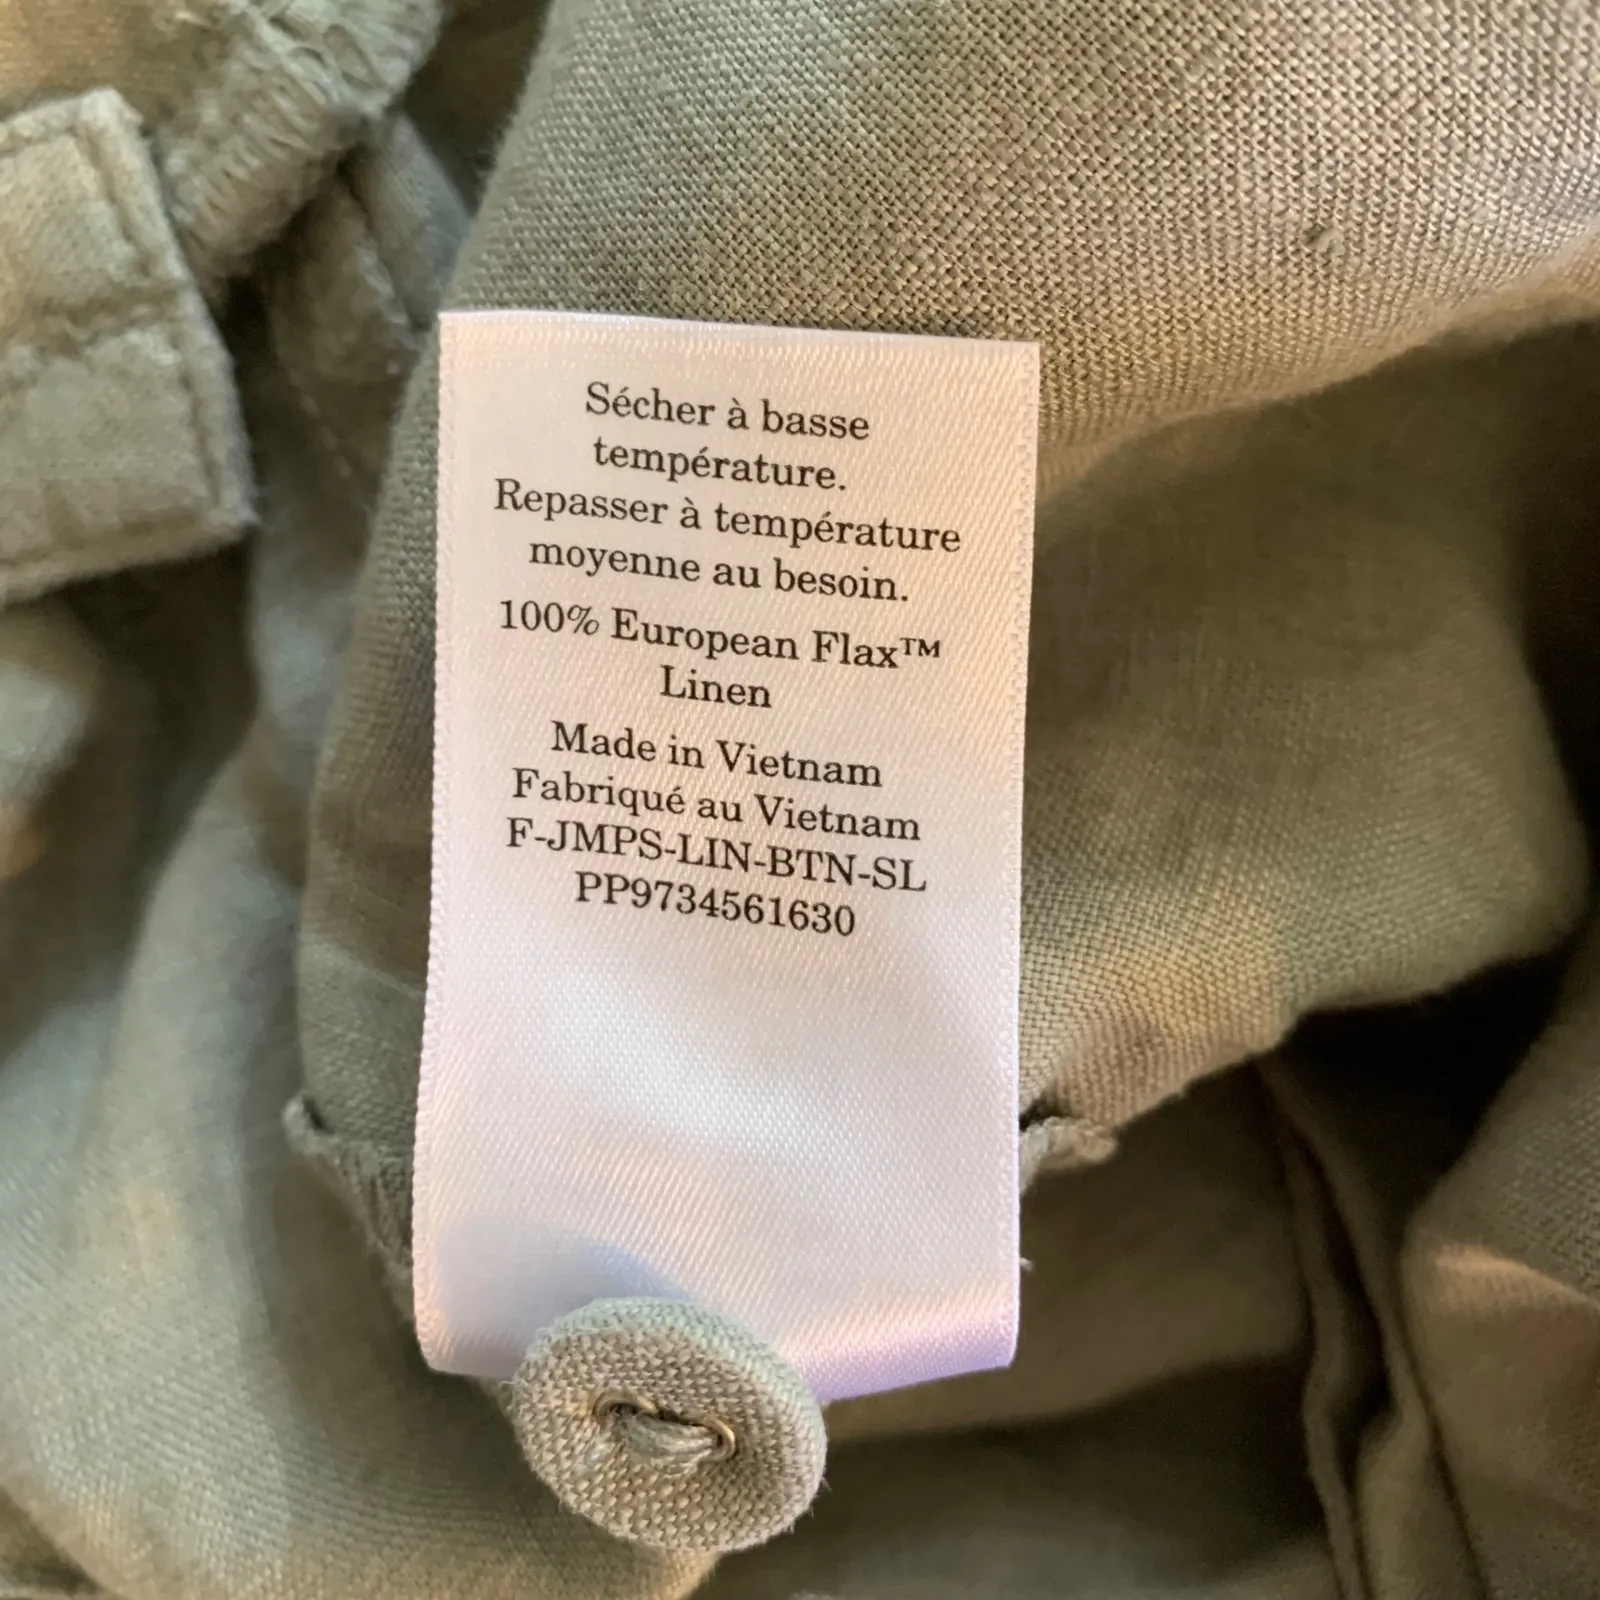 Sécher à basse
température.
Repasser à température
moyenne au besoin.
100% European Flax™
Linen
Made in Vietnam
Fabriqué au Vietnam
F-JMPS-LIN-BTN-SL
PP9734561630